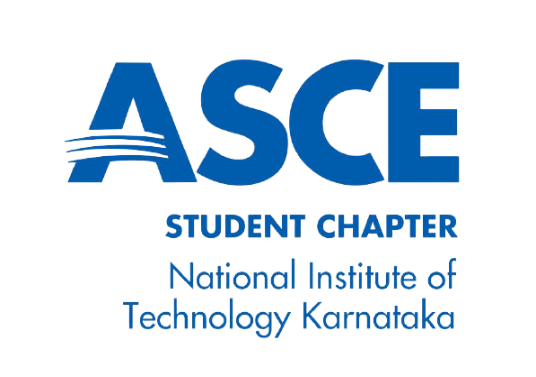 ASCE
STUDENT CHAPTER
National Institute of
Technology Karnataka